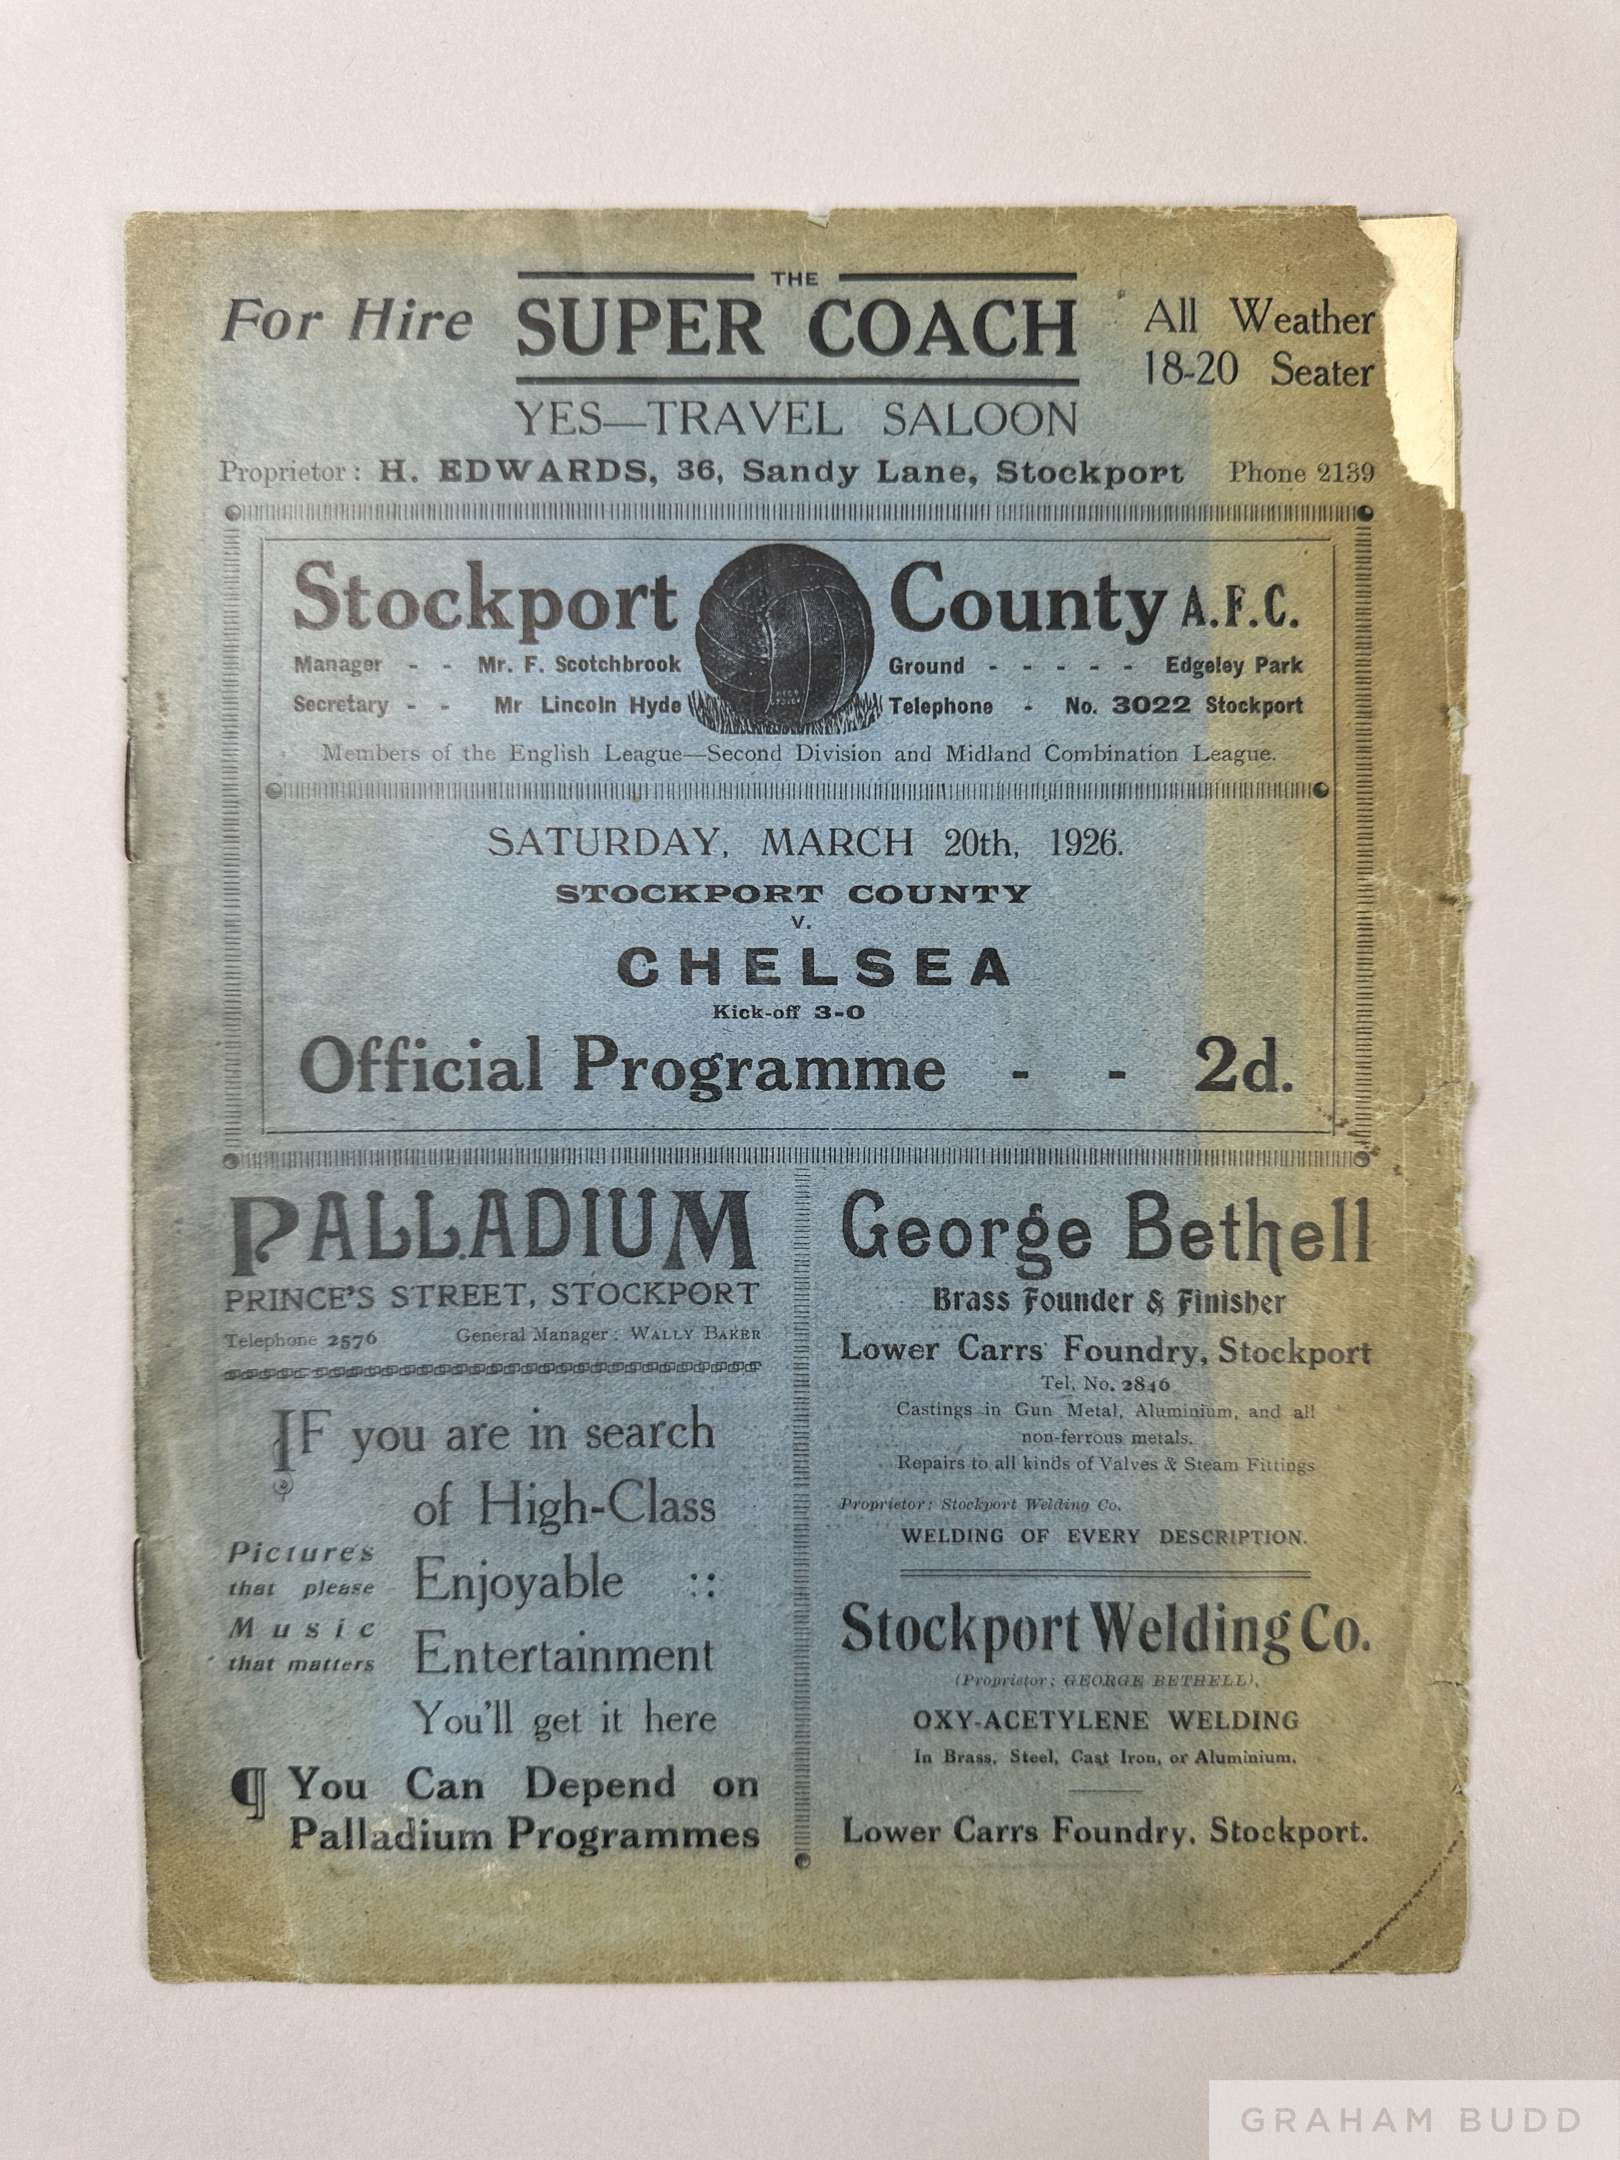 THE
For Hire SUPER COACH All Weather
18-20 Seater
YES—TRAVEL SALOON
Proprietor: H. EDWARDS, 36, Sandy Lane, Stockport Phone 2139
Stockport County A.F.C.
Manager - - Mr. F. Scotchbrook Ground - - - - - Edgeley Park
Secretary - - Mr Lincoln Hyde Telephone - No. 3022 Stockport
Members of the English League—Second Division and Midland Combination League.
SATURDAY, MARCH 20th, 1926.
STOCKPORT COUNTY
v.
CHELSEA
Kick-off 3-0
Official Programme - - 2d.
PALLADIUM
PRINCE'S STREET, STOCKPORT
Telephone 2576 General Manager: WALLY BAKER
IF you are in search
of High-Class
Enjoyable ::
Entertainment
You'll get it here
Pictures
that please
Music
that matters
¶ You Can Depend on
Palladium Programmes
George Bethell
Brass Founder & Finisher
Lower Carrs Foundry, Stockport
Tel. No. 2846
Castings in Gun Metal, Aluminium, and all
non-ferrous metals.
Repairs to all kinds of Valves & Steam Fittings
Proprietor: Stockport Welding Co.
WELDING OF EVERY DESCRIPTION.
Stockport Welding Co.
(Proprietor: GEORGE BETHELL).
OXY-ACETYLENE WELDING
In Brass, Steel, Cast Iron, or Aluminium.
Lower Carrs Foundry, Stockport.
GRAHAM BUDD